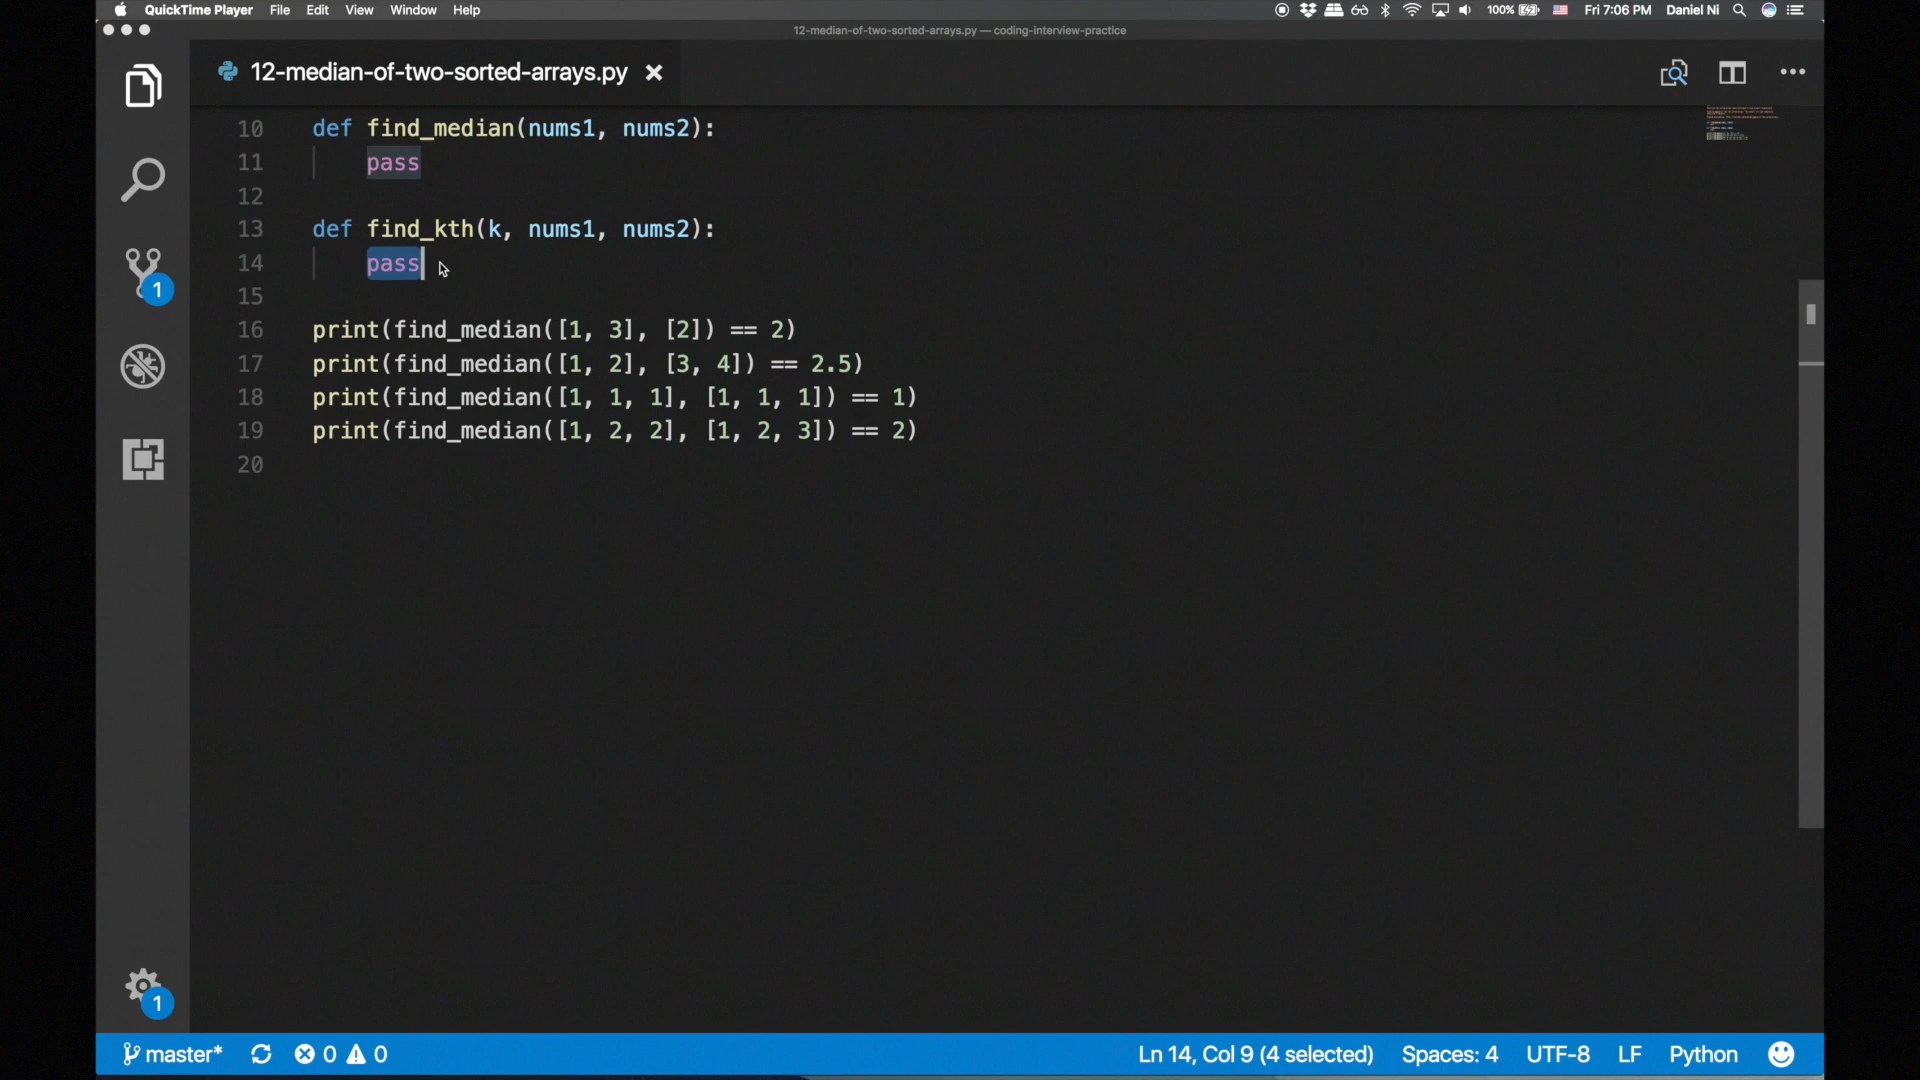 QuickTime Player File Edit View Window Help 100% Fri 7:06 PM Daniel Ni
12-median-of-two-sorted-arrays.py — coding-interview-practice
12-median-of-two-sorted-arrays.py
10 def find_median(nums1, nums2):
11 pass
12
13 def find_kth(k, nums1, nums2):
14 pass
15
16 print(find_median([1, 3], [2]) == 2)
17 print(find_median([1, 2], [3, 4]) == 2.5)
18 print(find_median([1, 1, 1], [1, 1, 1]) == 1)
19 print(find_median([1, 2, 2], [1, 2, 3]) == 2)
20
1
1
master* 0 0 Ln 14, Col 9 (4 selected) Spaces: 4 UTF-8 LF Python